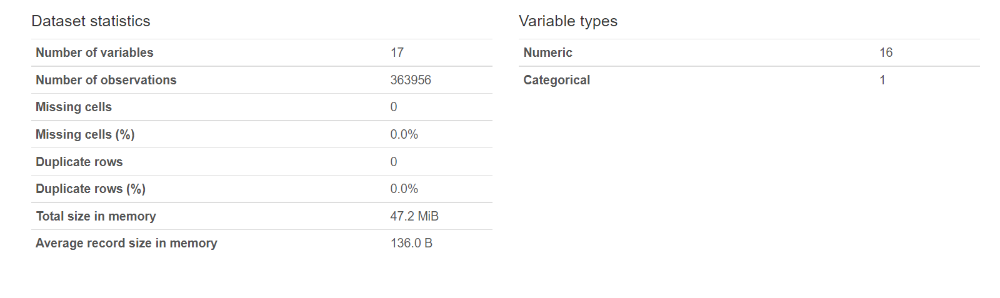 Dataset statistics
Number of variables 17
Number of observations 363956
Missing cells 0
Missing cells (%) 0.0%
Duplicate rows 0
Duplicate rows (%) 0.0%
Total size in memory 47.2 MiB
Average record size in memory 136.0 B
Variable types
Numeric 16
Categorical 1